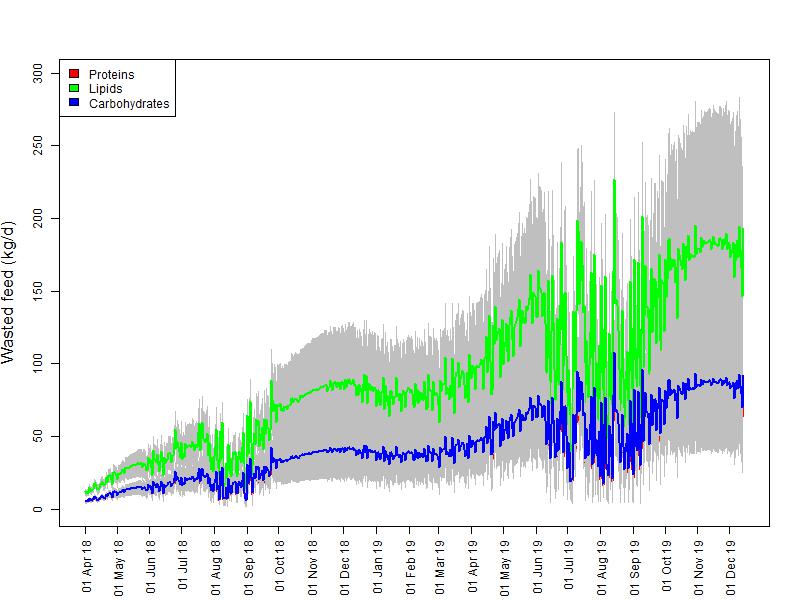 Proteins
Lipids
Carbohydrates
300
250
200
150
100
50
0
Wasted feed (kg/d)
01 Apr 18
01 May 18
01 Jun 18
01 Jul 18
01 Aug 18
01 Sep 18
01 Oct 18
01 Nov 18
01 Dec 18
01 Jan 19
01 Feb 19
01 Mar 19
01 Apr 19
01 May 19
01 Jun 19
01 Jul 19
01 Aug 19
01 Sep 19
01 Oct 19
01 Nov 19
01 Dec 19